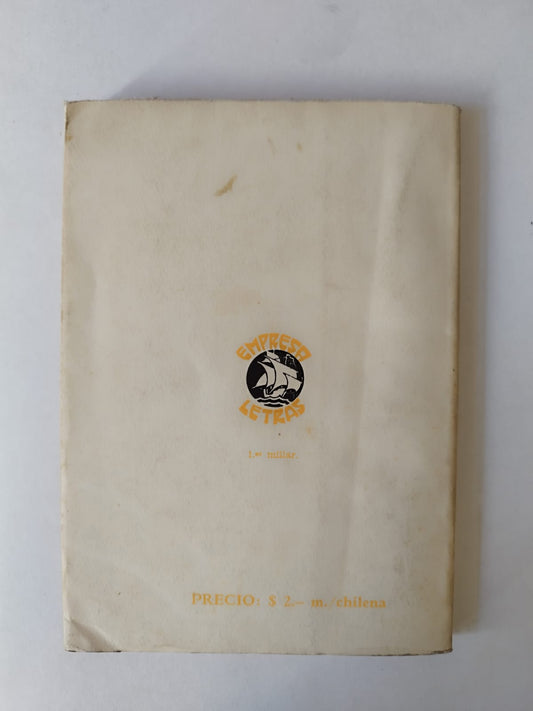 EMPRESA
LETRAS
1.er millar.
PRECIO: $ 2.— m. chilena